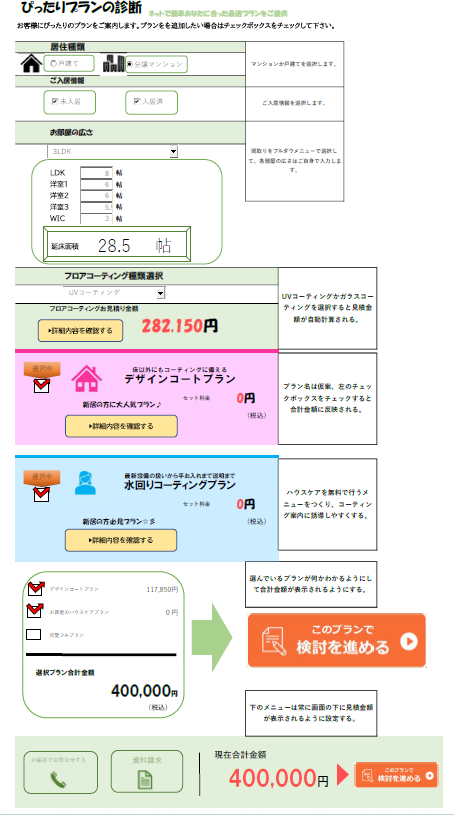 ぴったりプランの診断
ネットで簡単あなたに合った最適プランをご提供
お客様にぴったりのプランをご案内します。プランをを追加したい場合はチェックボックスをチェックして下さい。
居住種類
戸建て
分譲マンション
マンションか戸建てを選択します。
ご入居情報
未入居
入居済
ご入居情報を選択します。
お部屋の広さ
3LDK
間取りをプルダウメニューで選択し
て、各部屋の広さはご自身で入力しま
す。
LDK 8 帖
洋室1 6 帖
洋室2 6 帖
洋室3 5.5 帖
WIC 3 帖
延床面積 28.5 帖
フロアコーティング種類選択
UVコーティング
フロアコーティングお見積り金額
詳細内容を確認する
282.150円
UVコーティングかガラスコー
ティングを選択すると見積金
額が自動計算される。
選択中
床以外にもコーティングに備える
デザインコートプラン
セット料金 0円
(税込)
新居の方に大人気プラン♪
詳細内容を確認する
プラン名は仮案、左のチェッ
クボックスをチェックすると
合計金額に反映される。
選択中
最新設備の扱いから手お入れまで説明まで
水回りコーティングプラン
セット料金 0円
(税込)
新居の方必見プラン☆彡
詳細内容を確認する
ハウスケアを無料で行うメ
ニューをつくり、コーティン
グ案内に誘導しやすくする。
デザインコートプラン 117,850円
お部屋のハウスケアプラン 0 円
完璧フルプラン
選択プラン合計金額
400,000円
(税込)
選んでいるプランが何かわかるようにし
て合計金額が表示されるようにする。
このプランで
検討を進める
下のメニューは常に画面の下に見積金額
が表示されるように設定する。
お電話でお問合せする
資料請求
現在合計金額
400,000円
このプランで
検討を進める